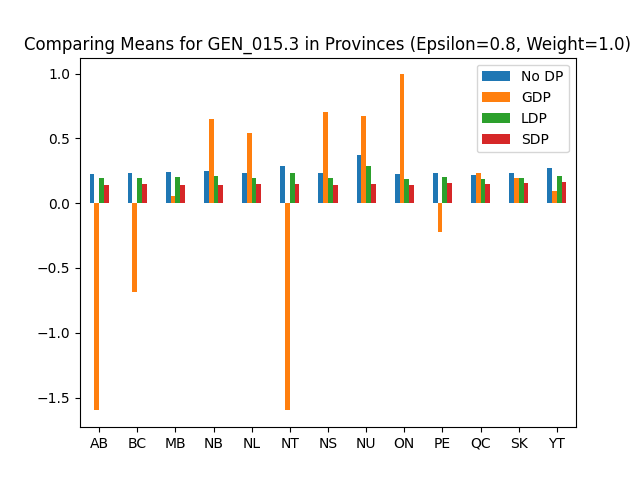 Comparing Means for GEN_015.3 in Provinces (Epsilon=0.8, Weight=1.0)
No DP
GDP
LDP
SDP
1.0
0.5
0.0
−0.5
−1.0
−1.5
AB BC MB NB NL NT NS NU ON PE QC SK YT